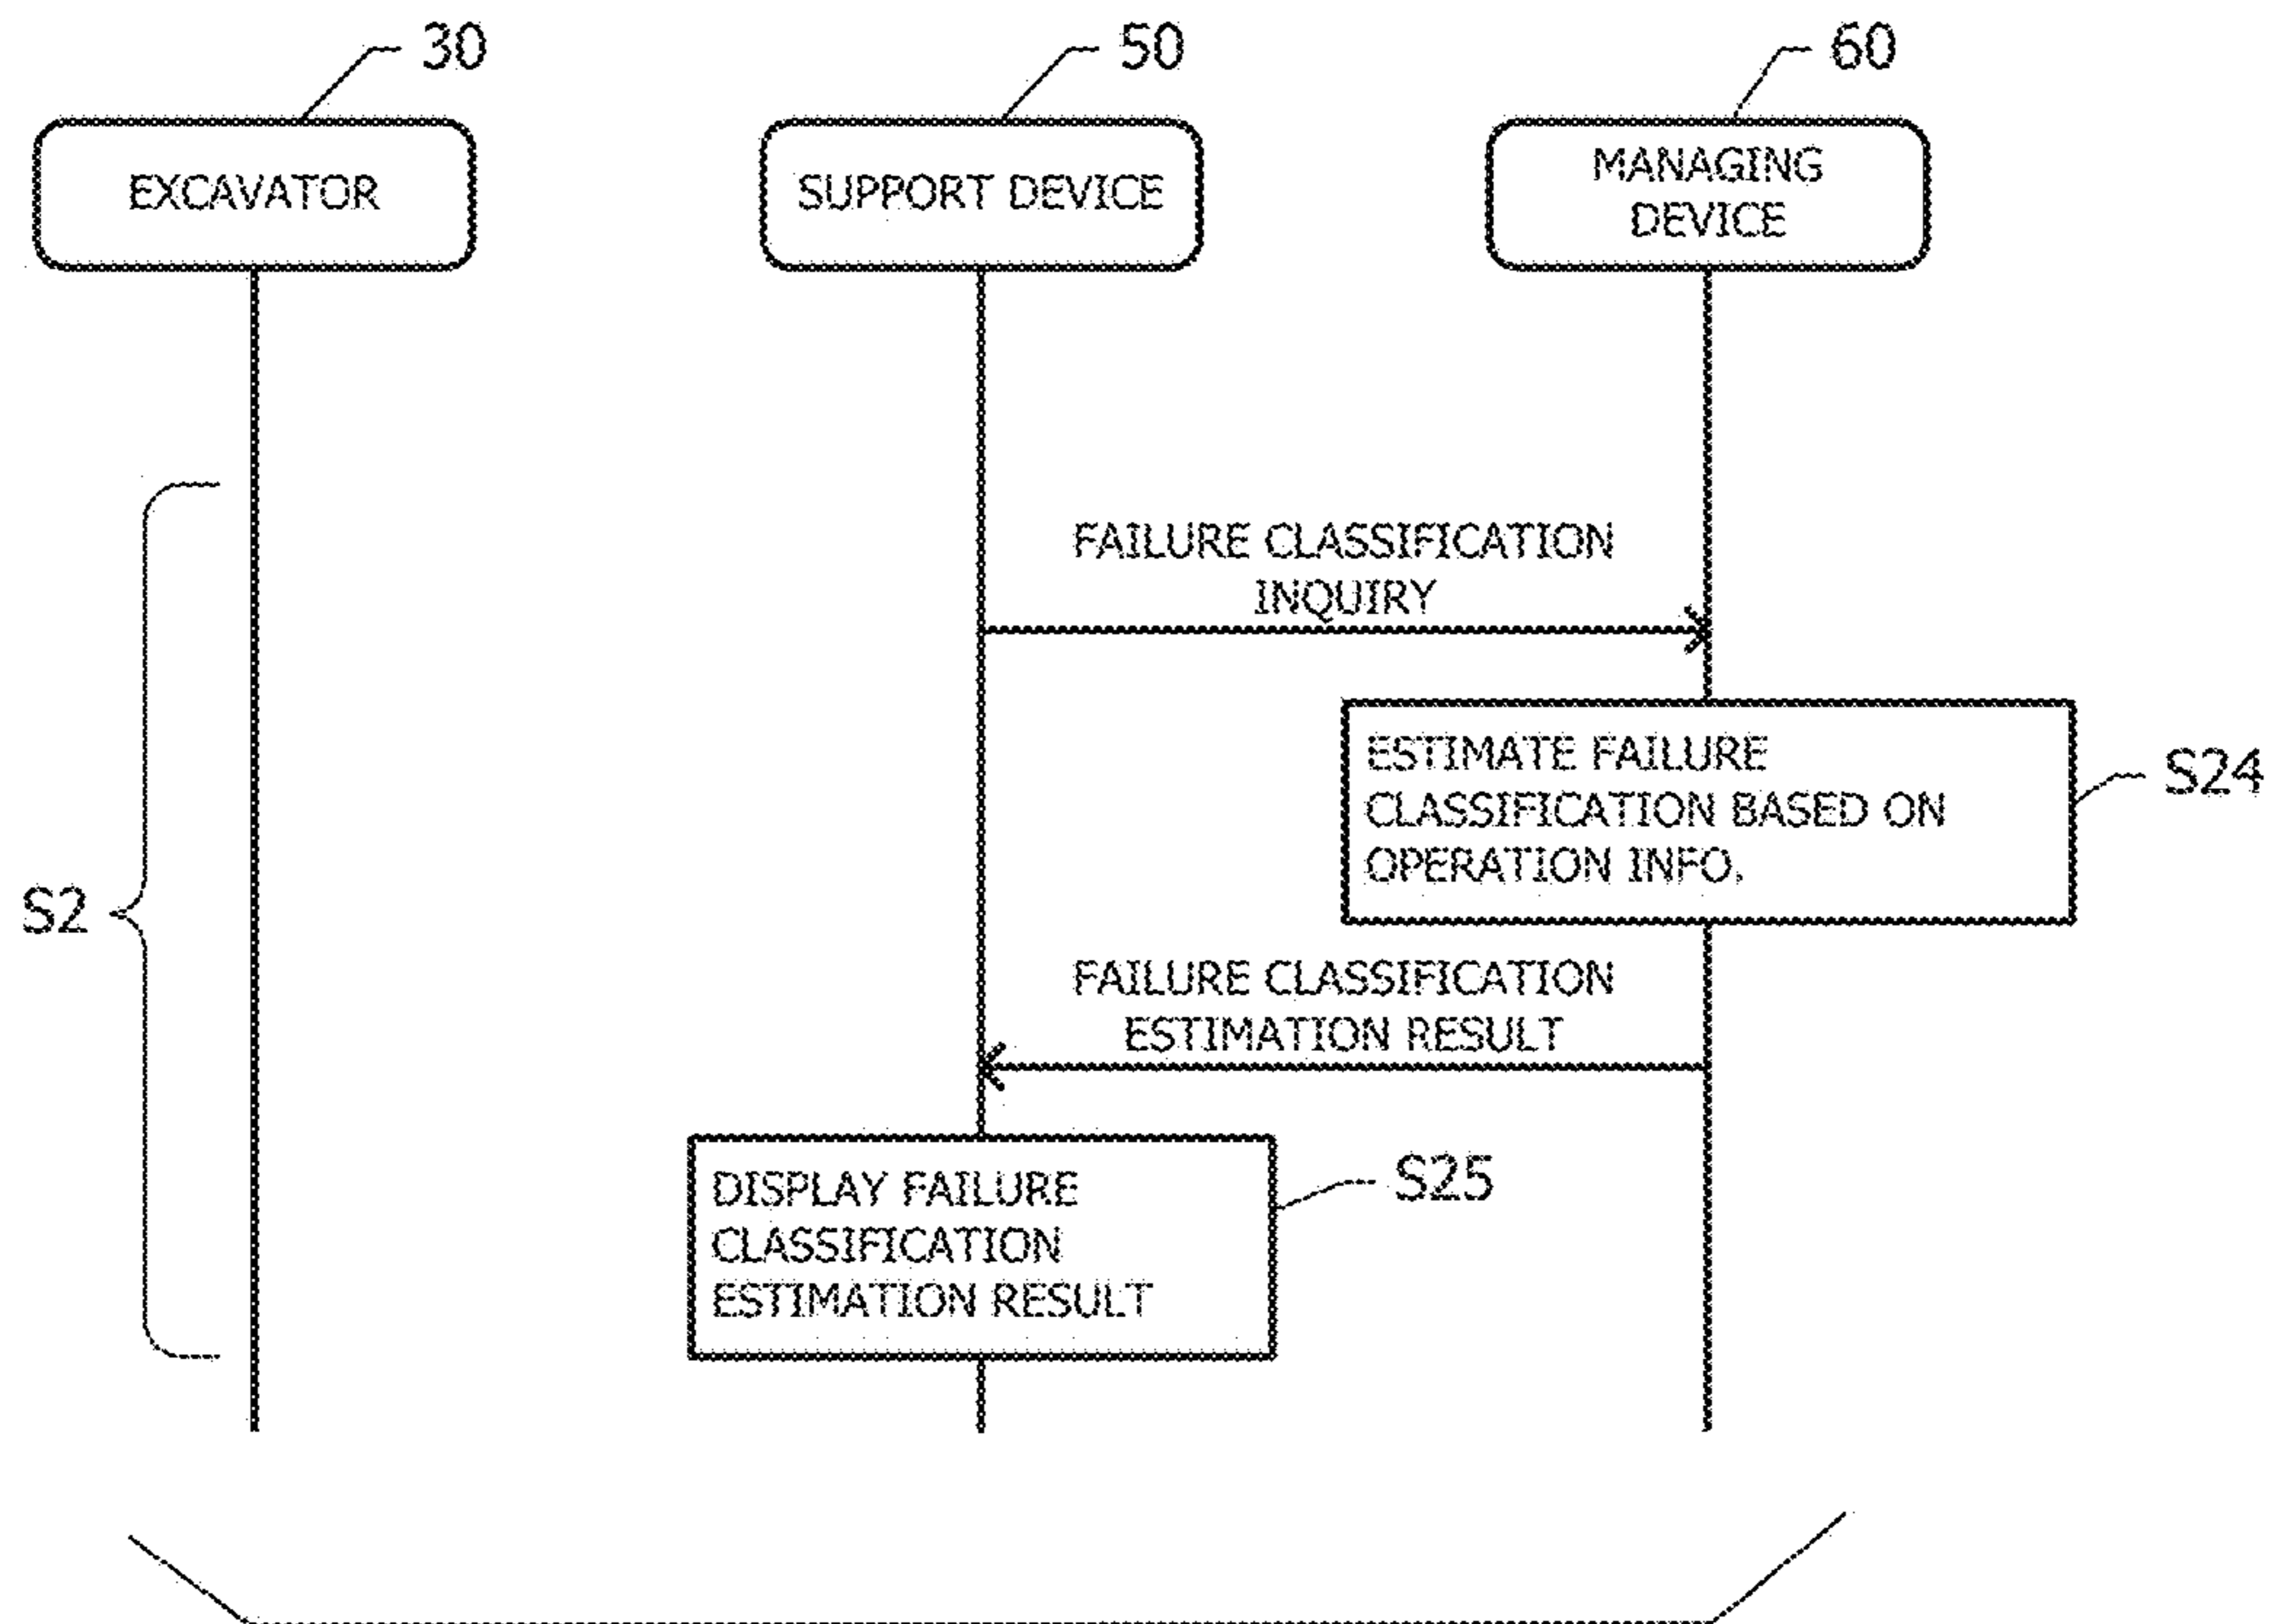 30
50
60
EXCAVATOR
SUPPORT DEVICE
MANAGING
DEVICE
FAILURE CLASSIFICATION
INQUIRY
ESTIMATE FAILURE
CLASSIFICATION BASED ON
OPERATION INFO.
S24
S2
FAILURE CLASSIFICATION
ESTIMATION RESULT
DISPLAY FAILURE
CLASSIFICATION
ESTIMATION RESULT
S25